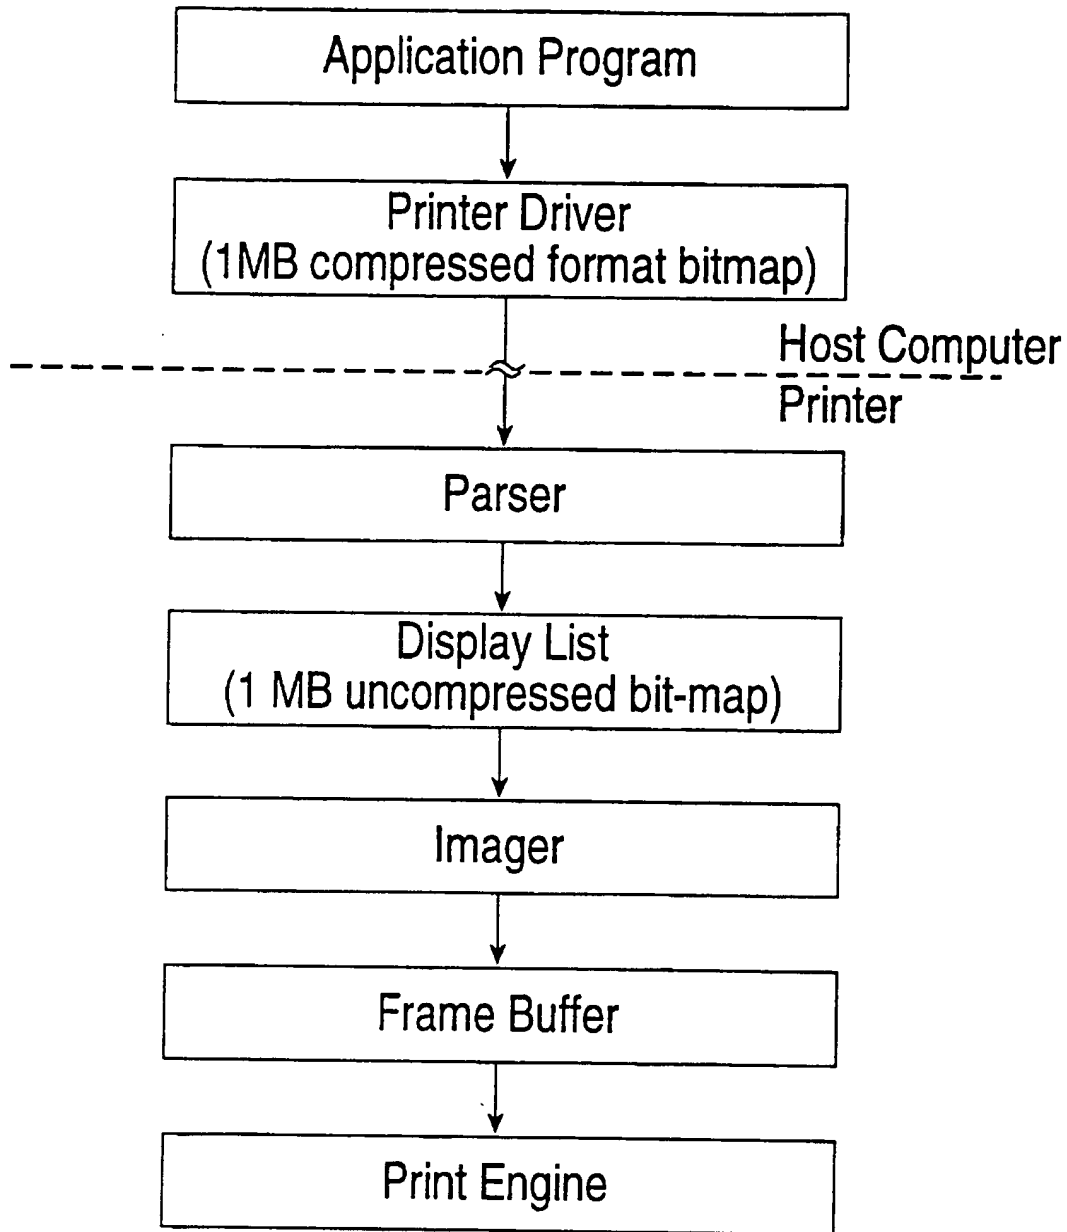 Application Program
Printer Driver
(1MB compressed format bitmap)
Host Computer
Printer
Parser
Display List
(1 MB uncompressed bit-map)
Imager
Frame Buffer
Print Engine